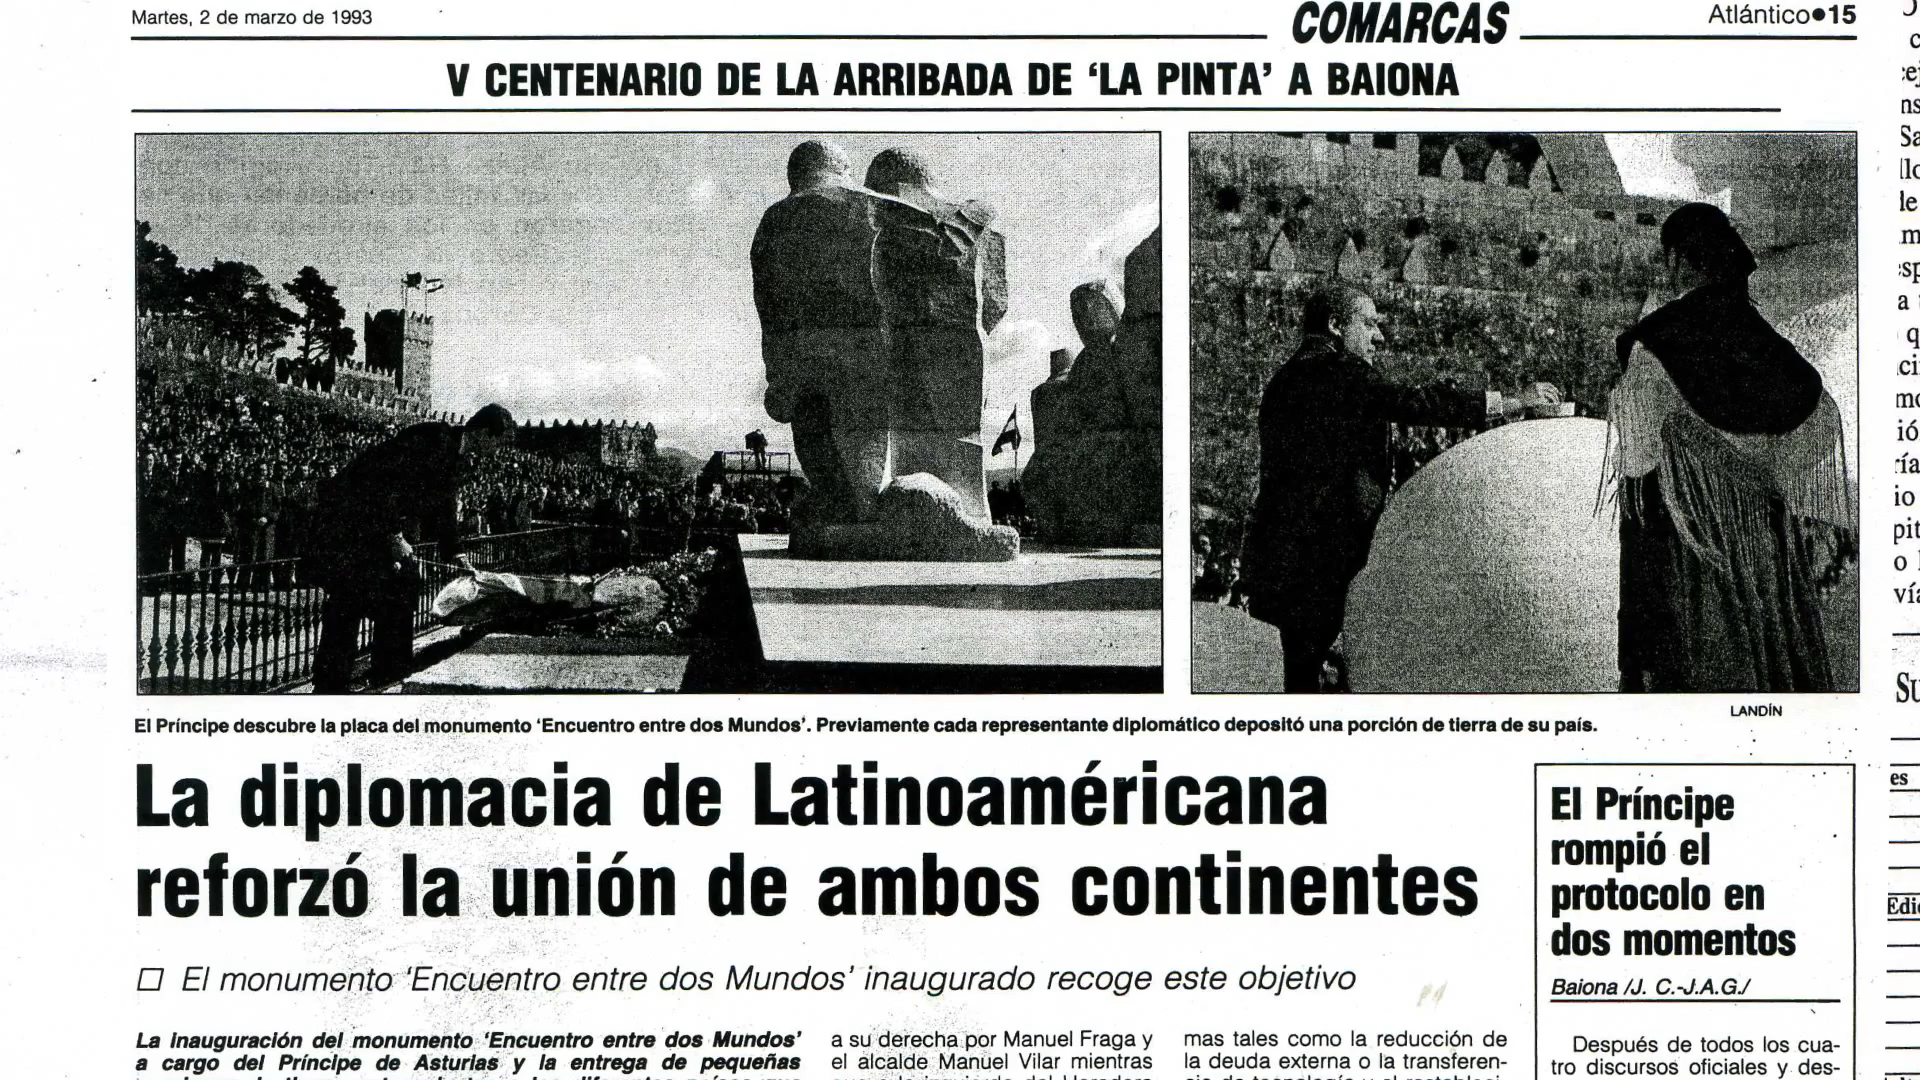 Martes, 2 de marzo de 1993
COMARCAS
Atlántico●15
V CENTENARIO DE LA ARRIBADA DE ‘LA PINTA’ A BAIONA
LANDÍN
El Príncipe descubre la placa del monumento ‘Encuentro entre dos Mundos’. Previamente cada representante diplomático depositó una porción de tierra de su país.
La diplomacia de Latinoaméricana
reforzó la unión de ambos continentes
□ El monumento ‘Encuentro entre dos Mundos’ inaugurado recoge este objetivo
La inauguración del monumento ‘Encuentro entre dos Mundos’
a cargo del Príncipe de Asturias y la entrega de pequeñas
a su derecha por Manuel Fraga y
el alcalde Manuel Vilar mientras
mas tales como la reducción de
la deuda externa o la transferen-
El Príncipe
rompió el
protocolo en
dos momentos
Baiona /J. C.-J.A.G./
Después de todos los cua-
tro discursos oficiales y des-